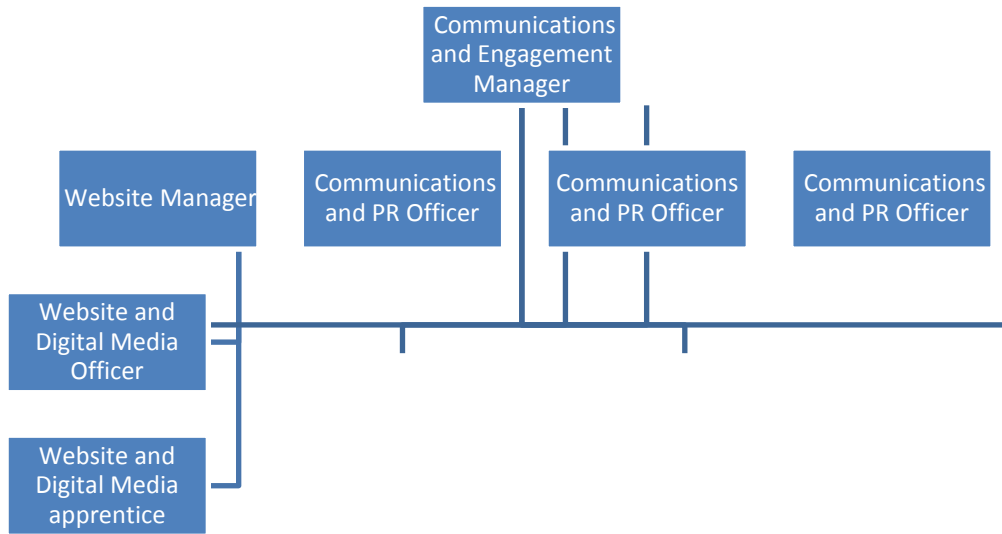 Communications
and Engagement
Manager
Website Manager
Communications
and PR Officer
Communications
and PR Officer
Communications
and PR Officer
Website and
Digital Media
Officer
Website and
Digital Media
apprentice